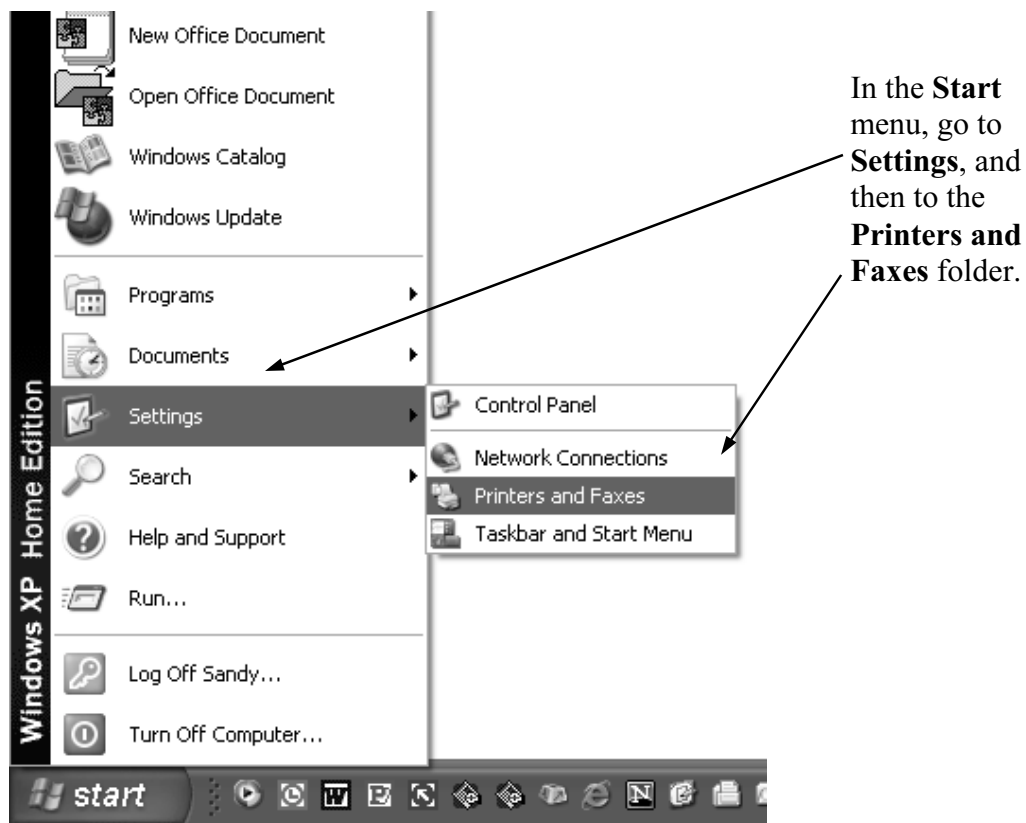 New Office Document
Open Office Document
Windows Catalog
Windows Update
Programs
Documents
Settings
Search
Help and Support
Run...
Log Off Sandy...
Turn Off Computer...
Windows XP Home Edition
Control Panel
Network Connections
Printers and Faxes
Taskbar and Start Menu
In the Start
menu, go to
Settings, and
then to the
Printers and
Faxes folder.
start
W
N